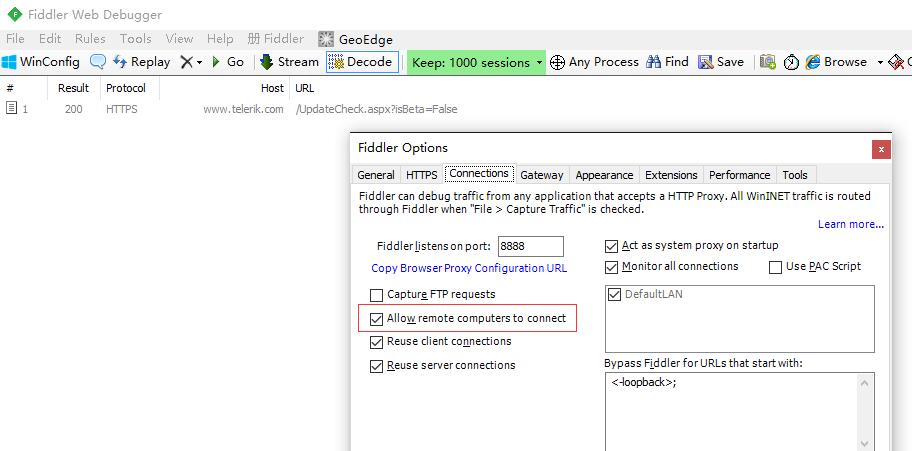 Fiddler Web Debugger
File Edit Rules Tools View Help 册 Fiddler GeoEdge
WinConfig Replay Go Stream Decode Keep: 1000 sessions Any Process Find Save Browse C
# Result Protocol Host URL
1 200 HTTPS www.telerik.com /UpdateCheck.aspx?isBeta=False
Fiddler Options
x
General HTTPS Connections Gateway Appearance Extensions Performance Tools
Fiddler can debug traffic from any application that accepts a HTTP Proxy. All WinINET traffic is routed
through Fiddler when "File > Capture Traffic" is checked.
Learn more...
Fiddler listens on port: 8888
Act as system proxy on startup
Copy Browser Proxy Configuration URL
Monitor all connections Use PAC Script
Capture FTP requests
DefaultLAN
Allow remote computers to connect
Reuse client connections
Reuse server connections
Bypass Fiddler for URLs that start with:
<-loopback>;